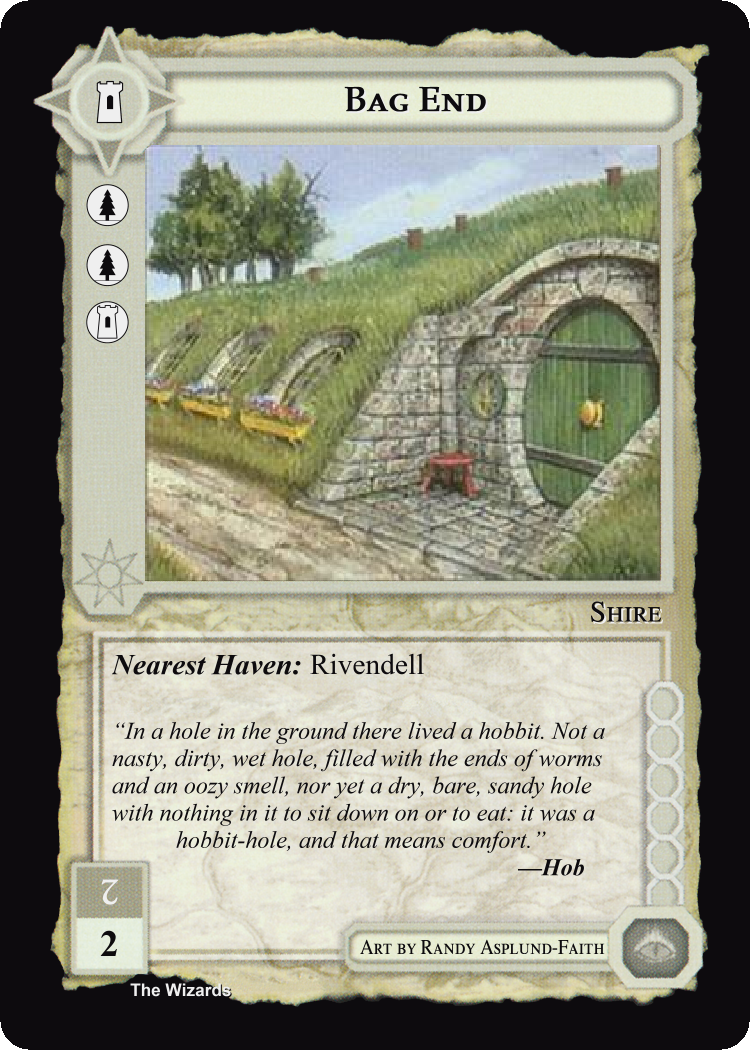 Bag End
Shire
Nearest Haven: Rivendell
“In a hole in the ground there lived a hobbit. Not a
nasty, dirty, wet hole, filled with the ends of worms
and an oozy smell, nor yet a dry, bare, sandy hole
with nothing in it to sit down on or to eat: it was a
hobbit-hole, and that means comfort.”
—Hob
2
2
Art by Randy Asplund-Faith
The Wizards